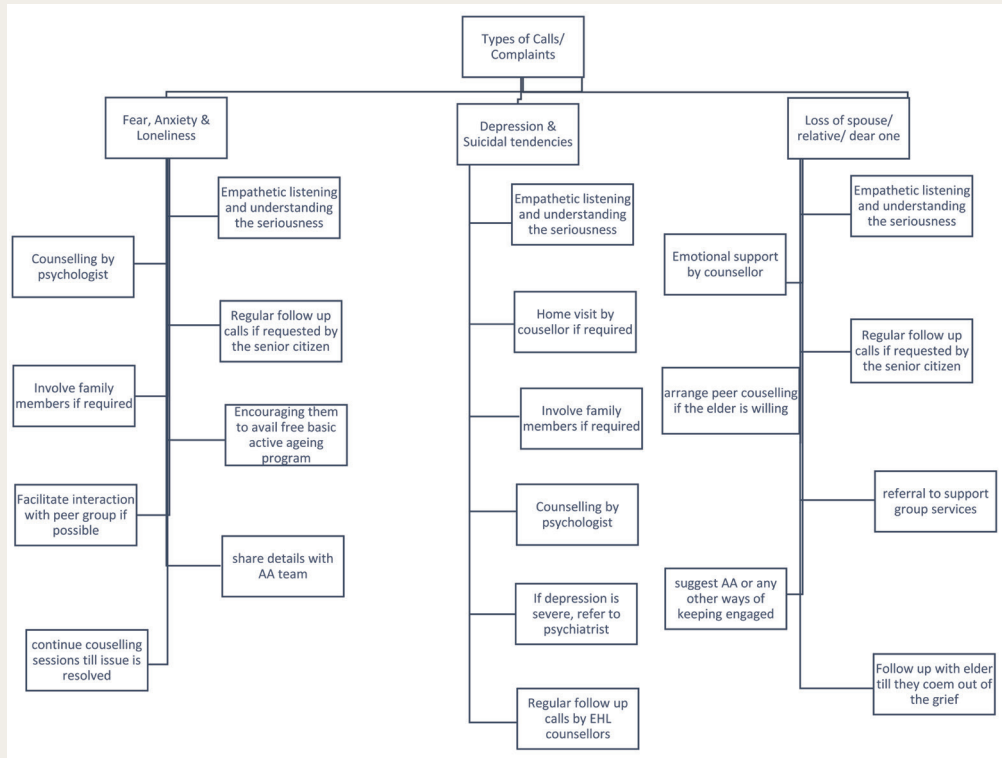 Types of Calls/
Complaints
Fear, Anxiety &
Loneliness
Empathetic listening
and understanding
the seriousness
Counselling by
psychologist
Regular follow up
calls if requested by
the senior citizen
Involve family
members if required
Encouraging them
to avail free basic
active ageing
program
Facilitate interaction
with peer group if
possible
share details with
AA team
continue couselling
sessions till issue is
resolved
Depression &
Suicidal tendencies
Empathetic listening
and understanding
the seriousness
Home visit by
cousellor if required
Involve family
members if required
Counselling by
psychologist
If depression is
severe, refer to
psychiatrist
Regular follow up
calls by EHL
counsellors
Loss of spouse/
relative/ dear one
Empathetic listening
and understanding
the seriousness
Emotional support
by counsellor
Regular follow up
calls if requested by
the senior citizen
arrange peer couselling
if the elder is willing
referral to support
group services
suggest AA or any
other ways of
keeping engaged
Follow up with elder
till they coem out of
the grief